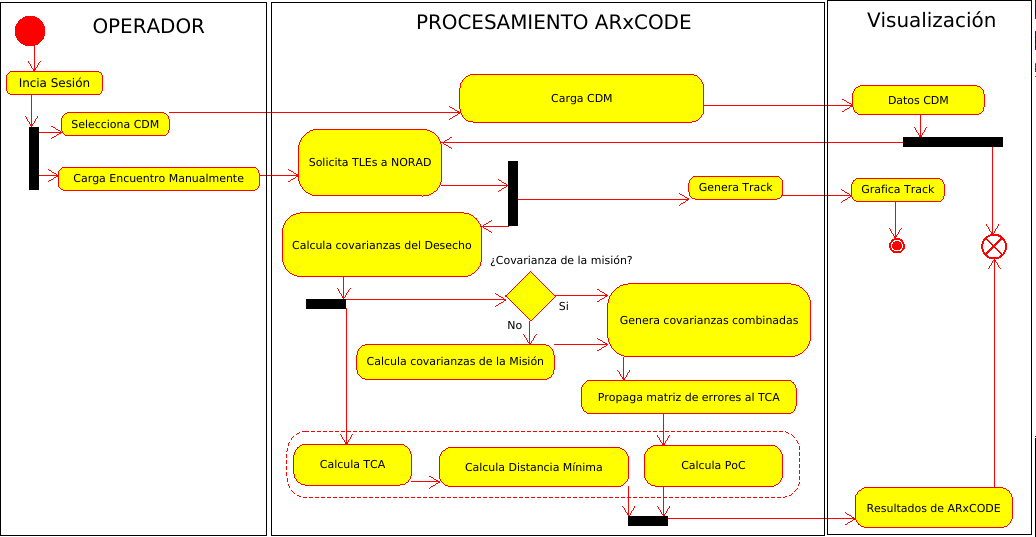 OPERADOR
PROCESAMIENTO ARxCODE
Visualización
Incia Sesión
Selecciona CDM
Carga CDM
Datos CDM
Solicita TLEs a NORAD
Carga Encuentro Manualmente
Genera Track
Grafica Track
Calcula covarianzas del Desecho
¿Covarianza de la misión?
Si
No
Genera covarianzas combinadas
Calcula covarianzas de la Misión
Propaga matriz de errores al TCA
Calcula TCA
Calcula Distancia Mínima
Calcula PoC
Resultados de ARxCODE